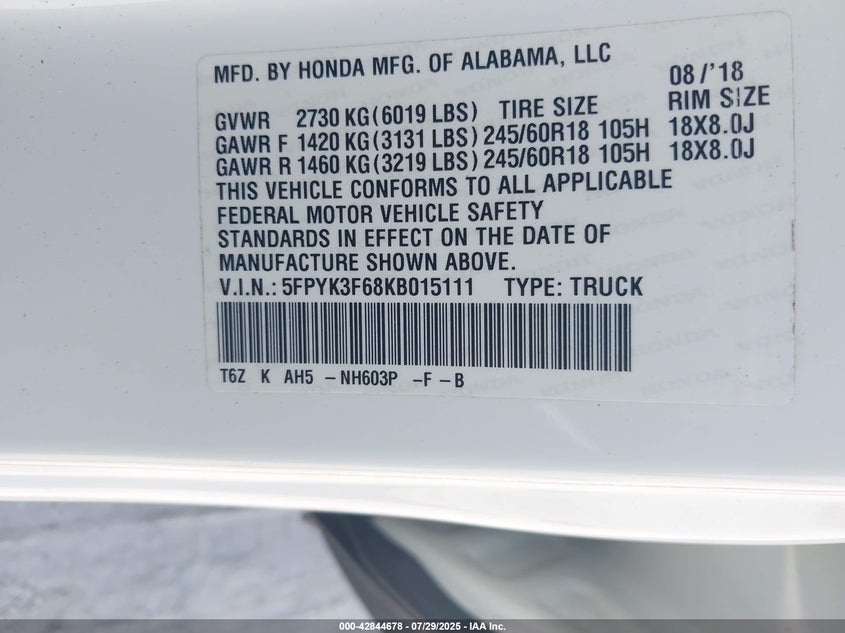 MFD. BY HONDA MFG. OF ALABAMA, LLC
08/'18
GVWR 2730 KG(6019 LBS) TIRE SIZE RIM SIZE
GAWR F 1420 KG(3131 LBS) 245/60R18 105H 18X8.0J
GAWR R 1460 KG(3219 LBS) 245/60R18 105H 18X8.0J
THIS VEHICLE CONFORMS TO ALL APPLICABLE
FEDERAL MOTOR VEHICLE SAFETY
STANDARDS IN EFFECT ON THE DATE OF
MANUFACTURE SHOWN ABOVE.
V.I.N.: 5FPYK3F68KB015111 TYPE: TRUCK
T6Z K AH5 -NH603P -F-B
000-42844678 - 07/29/2025 - IAA Inc.